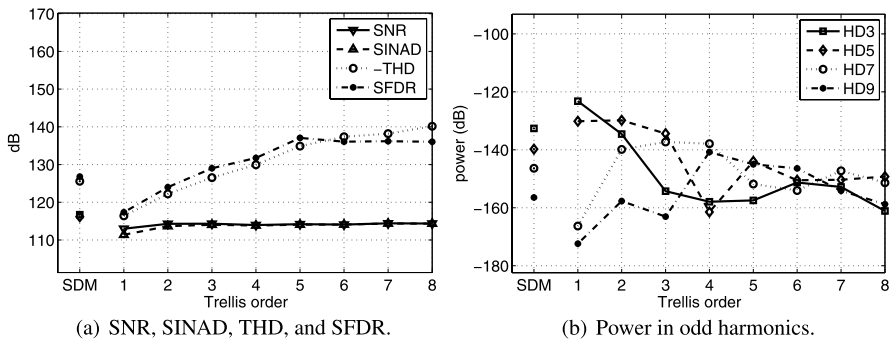 170
160
150
140
130
120
110
dB
SDM 1 2 3 4 5 6 7 8
Trellis order
SNR
SINAD
−THD
SFDR
(a) SNR, SINAD, THD, and SFDR.
−100
−120
−140
−160
−180
power (dB)
SDM 1 2 3 4 5 6 7 8
Trellis order
HD3
HD5
HD7
HD9
(b) Power in odd harmonics.